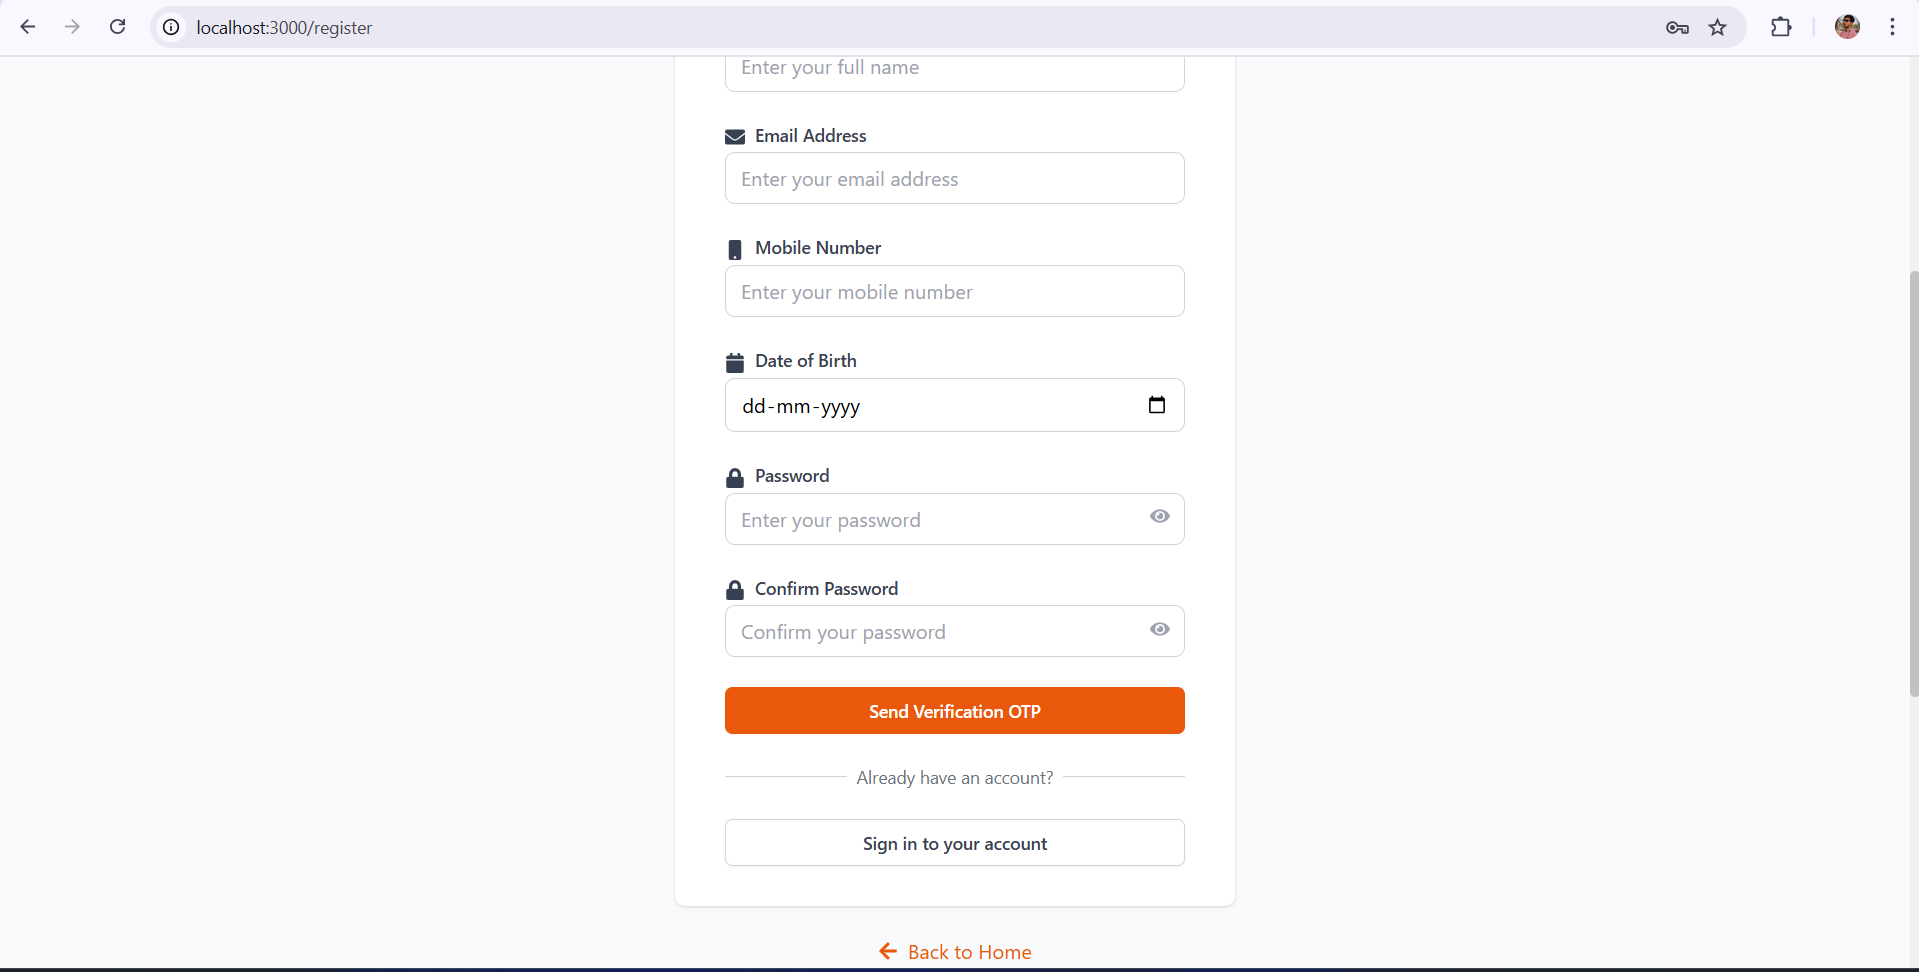 localhost:3000/register
Enter your full name
Email Address
Enter your email address
Mobile Number
Enter your mobile number
Date of Birth
dd-mm-yyyy
Password
Enter your password
Confirm Password
Confirm your password
Send Verification OTP
Already have an account?
Sign in to your account
Back to Home